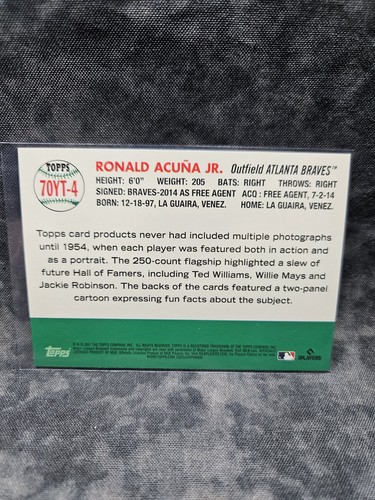 TOPPS
70YT-4
RONALD ACUÑA JR. Outfield ATLANTA BRAVES™
HEIGHT: 6'0" WEIGHT: 205 BATS: RIGHT THROWS: RIGHT
SIGNED: BRAVES-2014 AS FREE AGENT ACQ: FREE AGENT, 7-2-14
BORN: 12-18-97, LA GUAIRA, VENEZ. HOME: LA GUAIRA, VENEZ.
Topps card products never had included multiple photographs
until 1954, when each player was featured both in action and
as a portrait. The 250-count flagship highlighted a slew of
future Hall of Famers, including Ted Williams, Willie Mays and
Jackie Robinson. The backs of the cards featured a two-panel
cartoon expressing fun facts about the subject.
Topps
PLAYERS